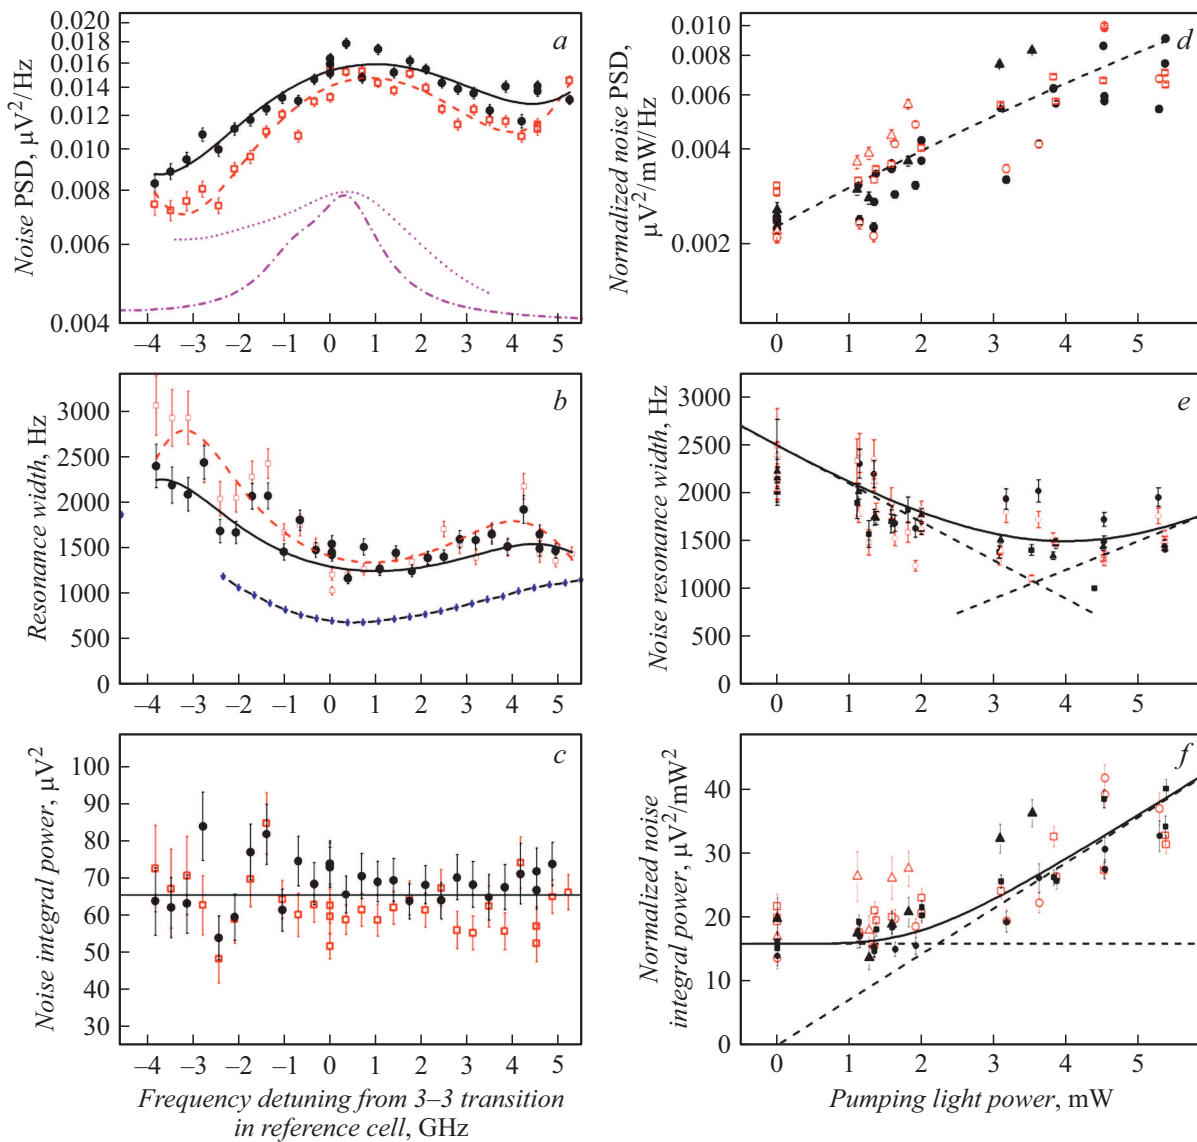 a
Noise PSD, μV²/Hz
0.020
0.018
0.016
0.014
0.012
0.010
0.008
0.006
0.004
–4 –3 –2 –1 0 1 2 3 4 5
d
Normalized noise PSD,
μV²/mW/Hz
0.010
0.008
0.006
0.004
0.002
0 1 2 3 4 5
b
Resonance width, Hz
3000
2500
2000
1500
1000
500
0
–4 –3 –2 –1 0 1 2 3 4 5
e
Noise resonance width, Hz
3000
2500
2000
1500
1000
500
0
0 1 2 3 4 5
c
Noise integral power, μV²
100
90
80
70
60
50
40
30
–4 –3 –2 –1 0 1 2 3 4 5
Frequency detuning from 3–3 transition
in reference cell, GHz
f
Normalized noise
integral power, μV²/mW²
40
30
20
10
0
0 1 2 3 4 5
Pumping light power, mW